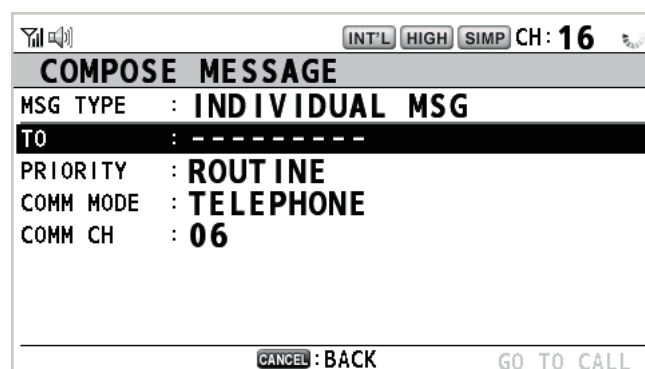 INT'L HIGH SIMP CH: 16
COMPOSE MESSAGE
MSG TYPE : INDIVIDUAL MSG
TO : ---------
PRIORITY : ROUTINE
COMM MODE : TELEPHONE
COMM CH : 06
CANCEL : BACK GO TO CALL